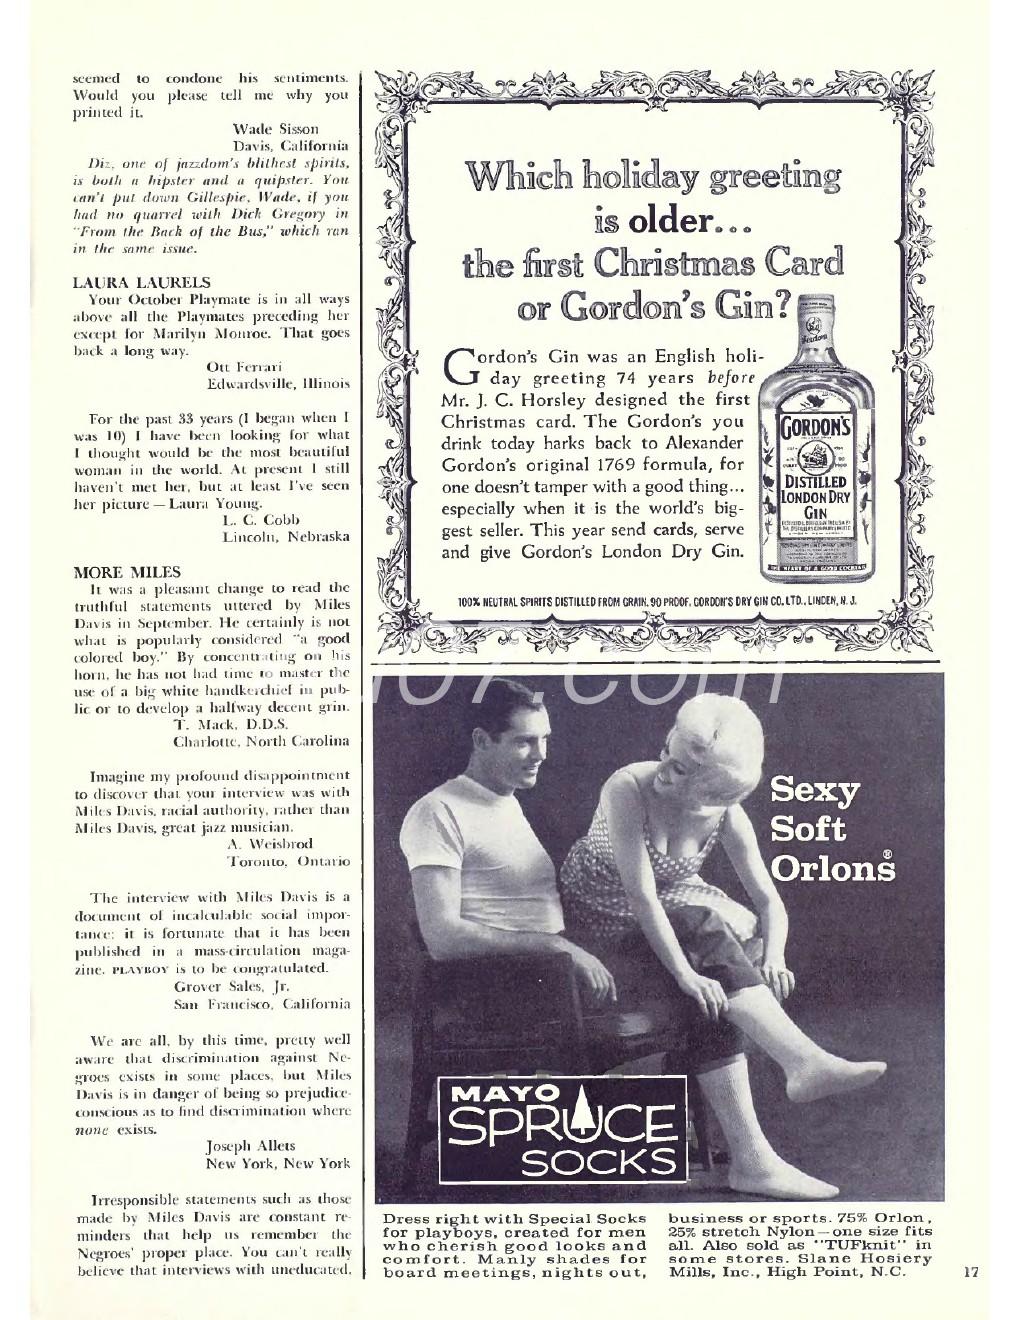 seemed to condone his sentiments.
Would you please tell me why you
printed it.
Wade Sisson
Davis, California
Diz, one of jazzdom's blithest spirits,
is both a hipster and a quipster. You
can't put down Gillespie, Wade, if you
had no quarrel with Dick Gregory in
"From the Back of the Bus," which ran
in the same issue.
LAURA LAURELS
Your October Playmate is in all ways
above all the Playmates preceding her
except for Marilyn Monroe. That goes
back a long way.
Ott Ferrari
Edwardsville, Illinois
For the past 33 years (I began when I
was 10) I have been looking for what
I thought would be the most beautiful
woman in the world. At present I still
haven't met her, but at least I've seen
her picture — Laura Young.
L. C. Cobb
Lincoln, Nebraska
MORE MILES
It was a pleasant change to read the
truthful statements uttered by Miles
Davis in September. He certainly is not
what is popularly considered "a good
colored boy." By concentrating on his
horn, he has not had time to master the
use of a big white handkerchief in pub-
lic or to develop a halfway decent grin.
T. Mack, D.D.S.
Charlotte, North Carolina
Imagine my profound disappointment
to discover that your interview was with
Miles Davis, racial authority, rather than
Miles Davis, great jazz musician.
A. Weisbrod
Toronto, Ontario
The interview with Miles Davis is a
document of incalculable social impor-
tance; it is fortunate that it has been
published in a mass-circulation maga-
zine. PLAYBOY is to be congratulated.
Grover Sales, Jr.
San Francisco, California
We are all, by this time, pretty well
aware that discrimination against Ne-
groes exists in some places, but Miles
Davis is in danger of being so prejudice-
conscious as to find discrimination where
none exists.
Joseph Allets
New York, New York
Irresponsible statements such as those
made by Miles Davis are constant re-
minders that help us remember the
Negroes' proper place. You can't really
believe that interviews with uneducated,
Which holiday greeting
is older...
the first Christmas Card
or Gordon's Gin?
Gordon's Gin was an English holi-
day greeting 74 years before
Mr. J. C. Horsley designed the first
Christmas card. The Gordon's you
drink today harks back to Alexander
Gordon's original 1769 formula, for
one doesn't tamper with a good thing...
especially when it is the world's big-
gest seller. This year send cards, serve
and give Gordon's London Dry Gin.
GORDON'S
DISTILLED
LONDON DRY
GIN
THE HEART OF A GOOD COCKTAIL
100% NEUTRAL SPIRITS DISTILLED FROM GRAIN. 90 PROOF. GORDON'S DRY GIN CO. LTD., LINDEN, N. J.
Sexy
Soft
Orlons®
MAYO
SPRUCE
SOCKS
Dress right with Special Socks
for playboys, created for men
who cherish good looks and
comfort. Manly shades for
board meetings, nights out,
business or sports. 75% Orlon,
25% stretch Nylon—one size fits
all. Also sold as "TUFknit" in
some stores. Slane Hosiery
Mills, Inc., High Point, N.C.
17